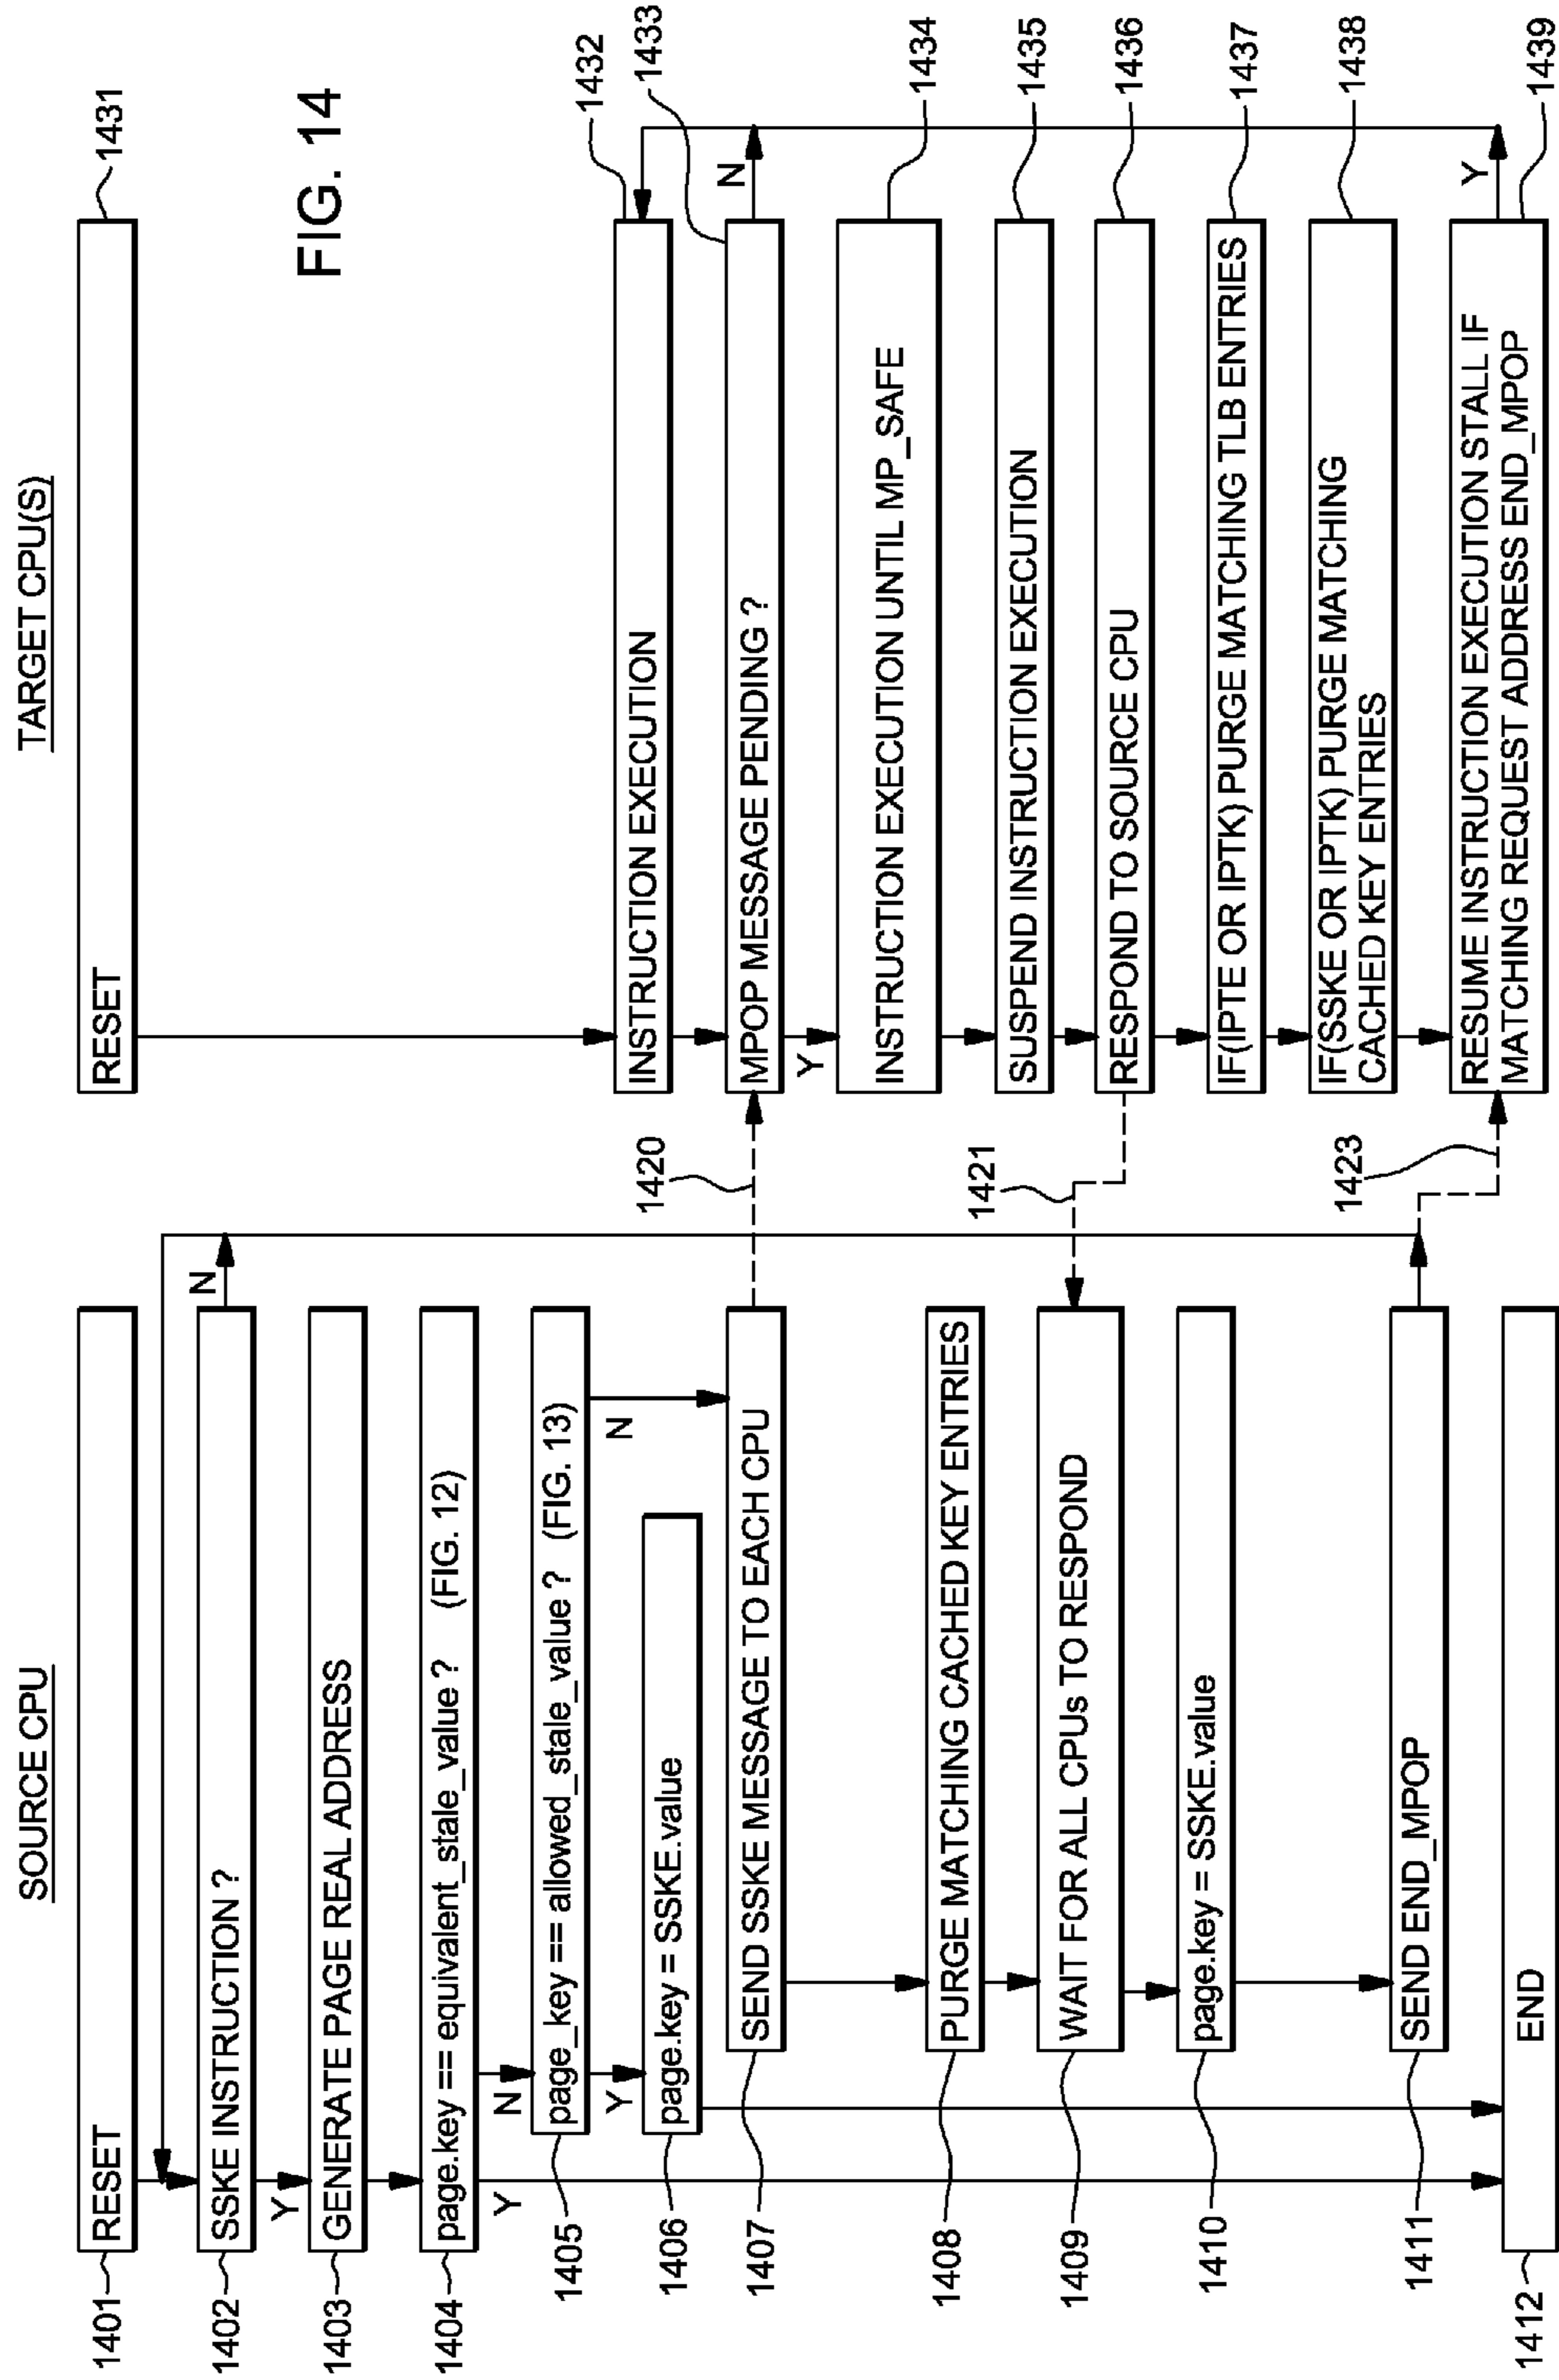 SOURCE CPU
1401
RESET
1402
SSKE INSTRUCTION ?
N
Y
1403
GENERATE PAGE REAL ADDRESS
1404
page.key == equivalent_stale_value ? (FIG. 12)
N
Y
1405
page_key == allowed_stale_value ? (FIG. 13)
Y
N
1406
page.key = SSKE.value
1407
SEND SSKE MESSAGE TO EACH CPU
1408
PURGE MATCHING CACHED KEY ENTRIES
1409
WAIT FOR ALL CPUs TO RESPOND
1410
page.key = SSKE.value
1411
SEND END_MPOP
1412
END
1420
1421
1423
TARGET CPU(S)
RESET
1431
FIG. 14
INSTRUCTION EXECUTION
1432
MPOP MESSAGE PENDING ?
1433
N
Y
INSTRUCTION EXECUTION UNTIL MP_SAFE
1434
SUSPEND INSTRUCTION EXECUTION
1435
RESPOND TO SOURCE CPU
1436
IF(IPTE OR IPTK) PURGE MATCHING TLB ENTRIES
1437
IF(SSKE OR IPTK) PURGE MATCHING
CACHED KEY ENTRIES
1438
RESUME INSTRUCTION EXECUTION STALL IF
MATCHING REQUEST ADDRESS END_MPOP
Y
1439